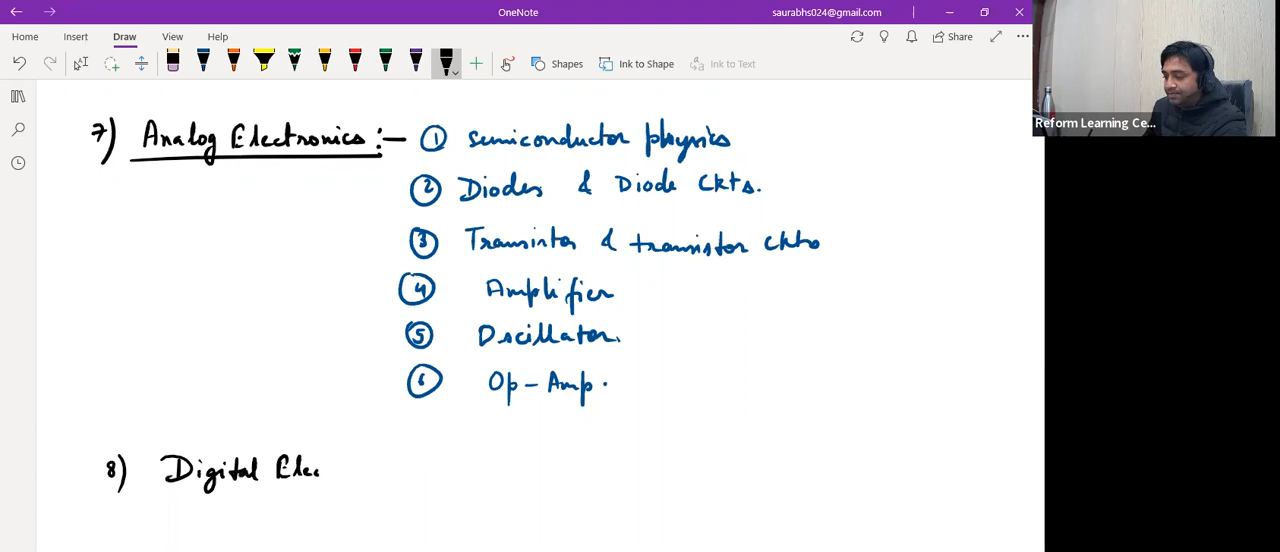 OneNote
saurabhs024@gmail.com
Home Insert Draw View Help
Share
Shapes Ink to Shape Ink to Text
Reform Learning Ce...
7) Analog Electronics :- 1 Semiconductor physics
2 Diodes & Diode Ckts.
3 Transistor & transistor ckts
4 Amplifier
5 Oscillator.
6 Op-Amp.
8) Digital Elec